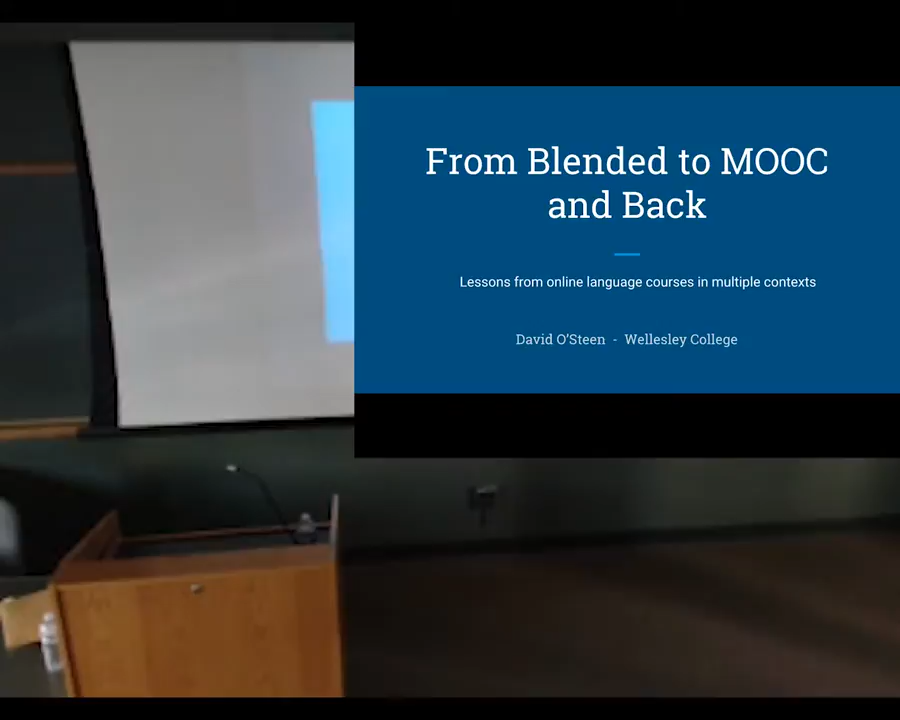 From Blended to MOOC
and Back
Lessons from online language courses in multiple contexts
David O'Steen - Wellesley College